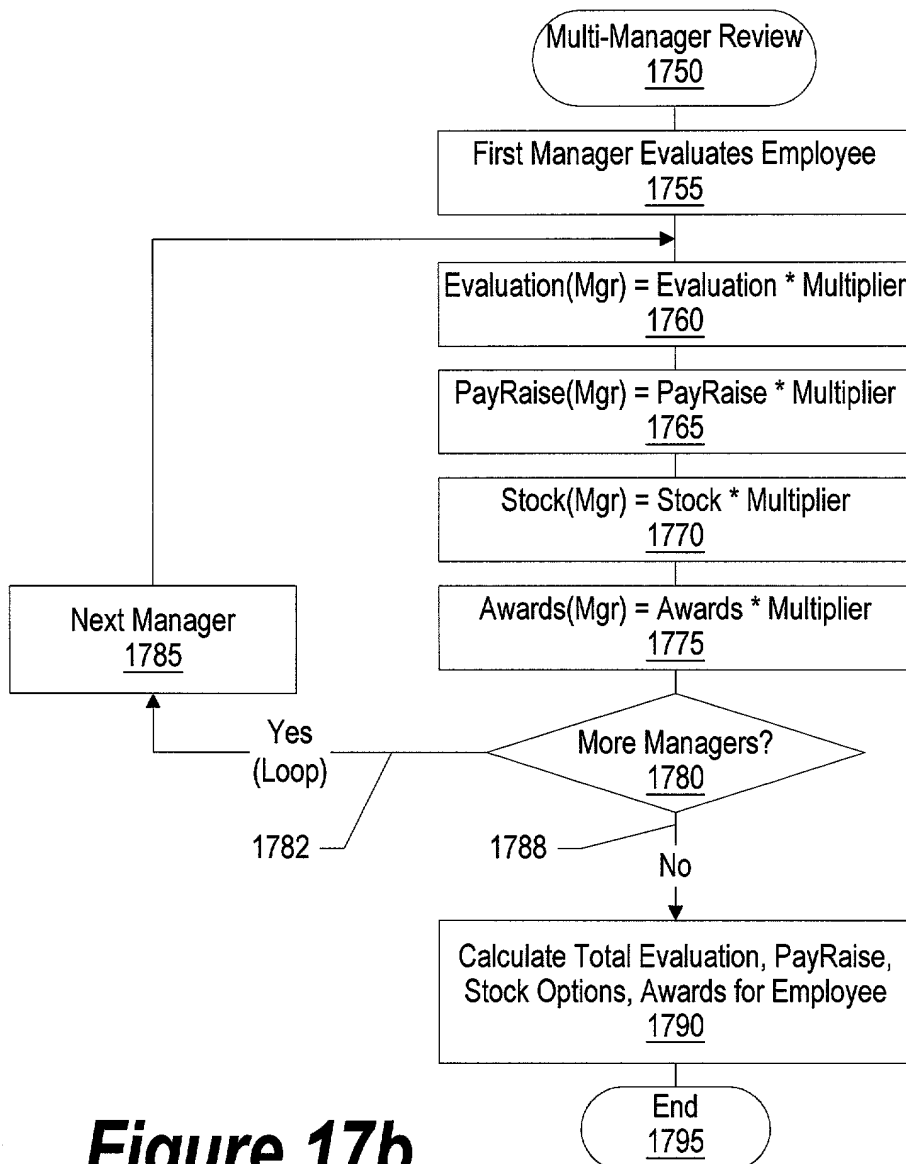 Multi-Manager Review
1750
First Manager Evaluates Employee
1755
Evaluation(Mgr) = Evaluation * Multiplier
1760
PayRaise(Mgr) = PayRaise * Multiplier
1765
Stock(Mgr) = Stock * Multiplier
1770
Awards(Mgr) = Awards * Multiplier
1775
Next Manager
1785
More Managers?
1780
Yes
(Loop)
1782
1788
No
Calculate Total Evaluation, PayRaise,
Stock Options, Awards for Employee
1790
End
1795
Figure 17b